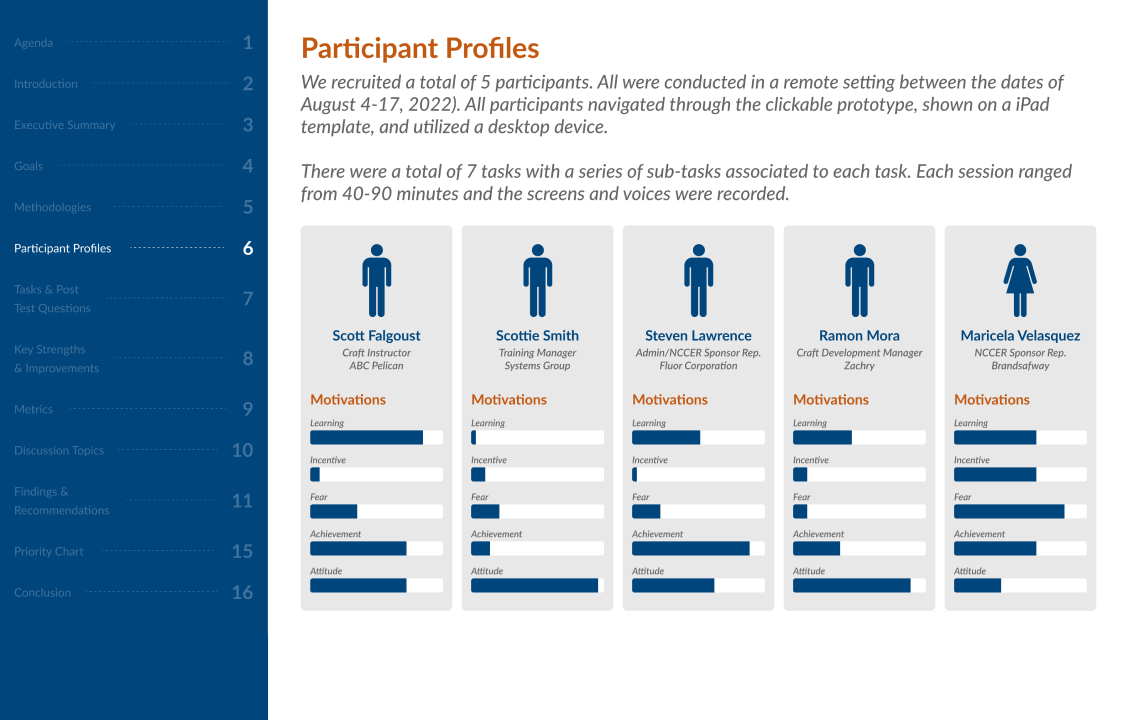 Agenda 1
Introduction 2
Executive Summary 3
Goals 4
Methodologies 5
Participant Profiles 6
Tasks & Post
Test Questions 7
Key Strengths
& Improvements 8
Metrics 9
Discussion Topics 10
Findings &
Recommendations 11
Priority Chart 15
Conclusion 16
Participant Profiles
We recruited a total of 5 participants. All were conducted in a remote setting between the dates of
August 4-17, 2022). All participants navigated through the clickable prototype, shown on a iPad
template, and utilized a desktop device.
There were a total of 7 tasks with a series of sub-tasks associated to each task. Each session ranged
from 40-90 minutes and the screens and voices were recorded.
Scott Falgoust
Craft Instructor
ABC Pelican
Motivations
Learning
Incentive
Fear
Achievement
Attitude
Scottie Smith
Training Manager
Systems Group
Motivations
Learning
Incentive
Fear
Achievement
Attitude
Steven Lawrence
Admin/NCCER Sponsor Rep.
Fluor Corporation
Motivations
Learning
Incentive
Fear
Achievement
Attitude
Ramon Mora
Craft Development Manager
Zachry
Motivations
Learning
Incentive
Fear
Achievement
Attitude
Maricela Velasquez
NCCER Sponsor Rep.
Brandsafway
Motivations
Learning
Incentive
Fear
Achievement
Attitude